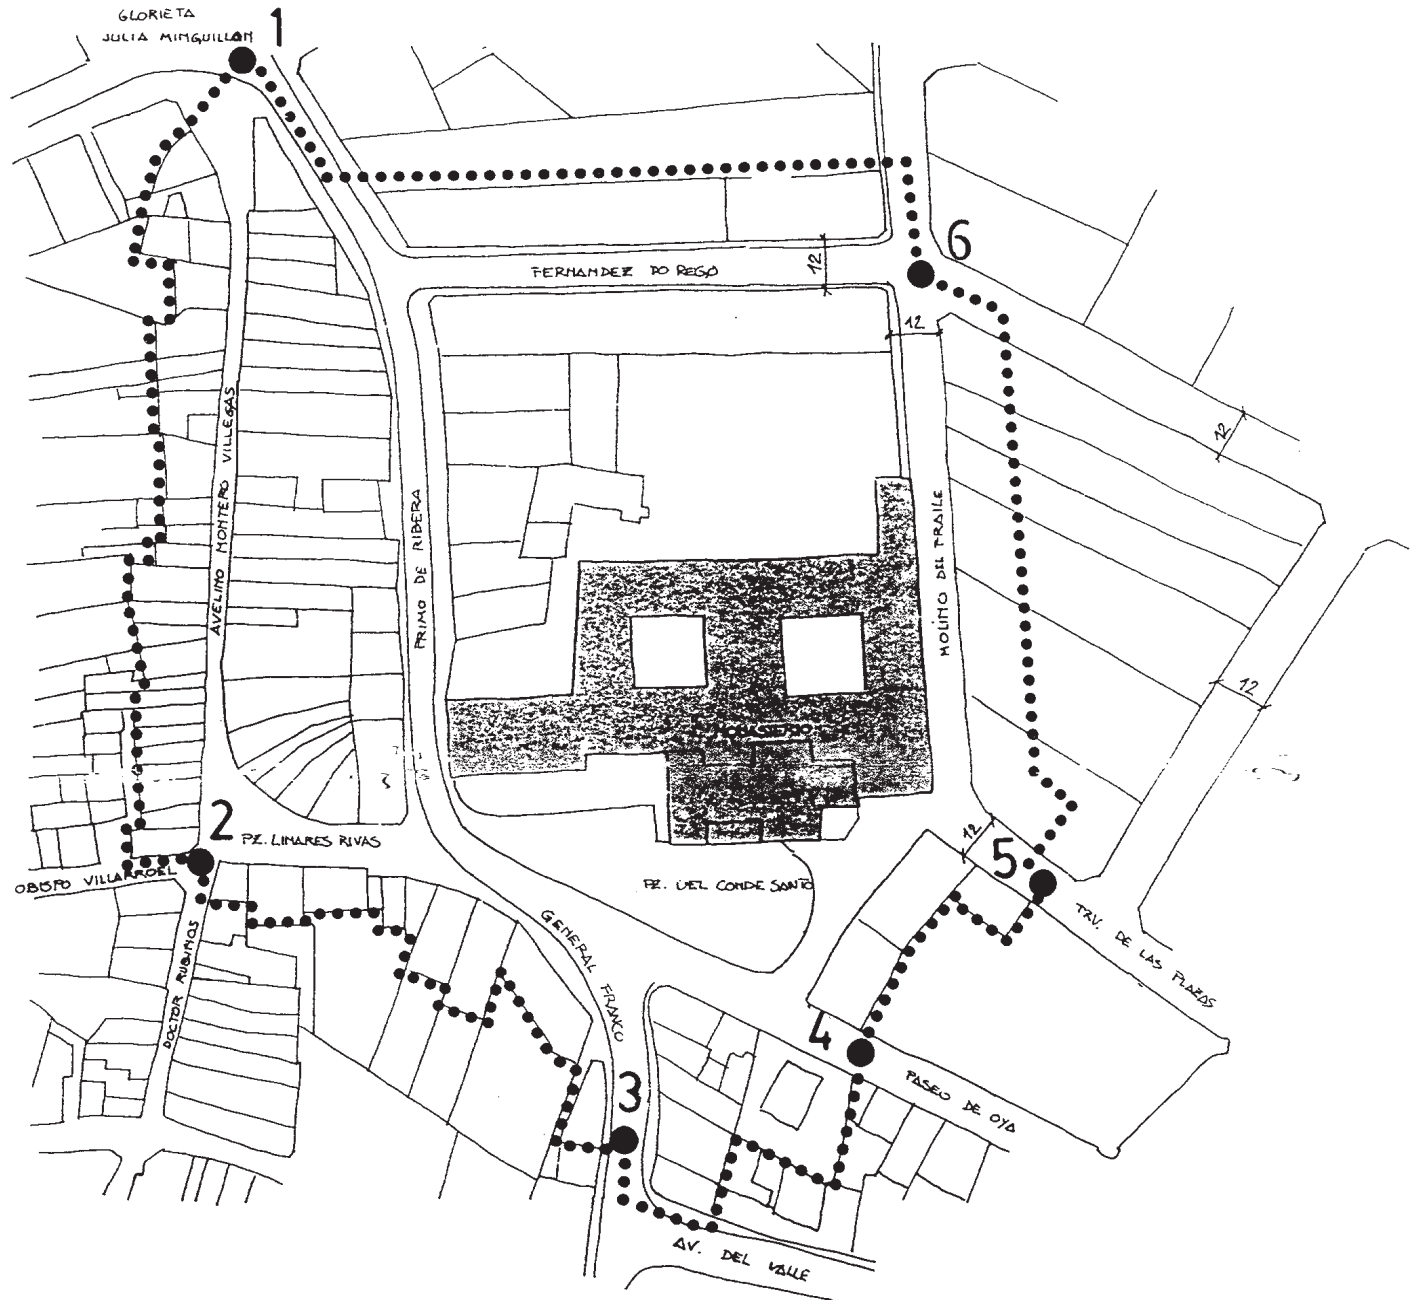 GLORIETA
JULIA MINGUILLAN
1
6
FERNANDEZ DO REGO
12
12
12
AVELINO MONTERO VILLEGAS
PRIMO DE RIBERA
MOLINO DEL FRAILE
12
MONASTERIO
2
PZ. LINARES RIVAS
12
5
OBISPO VILLARROEL
PZ. DEL CONDE SANTO
TRV. DE LAS PLAZAS
GENERAL FRANCO
DOCTOR RUBINOS
4
PASEO DE OYA
3
AV. DEL VALLE